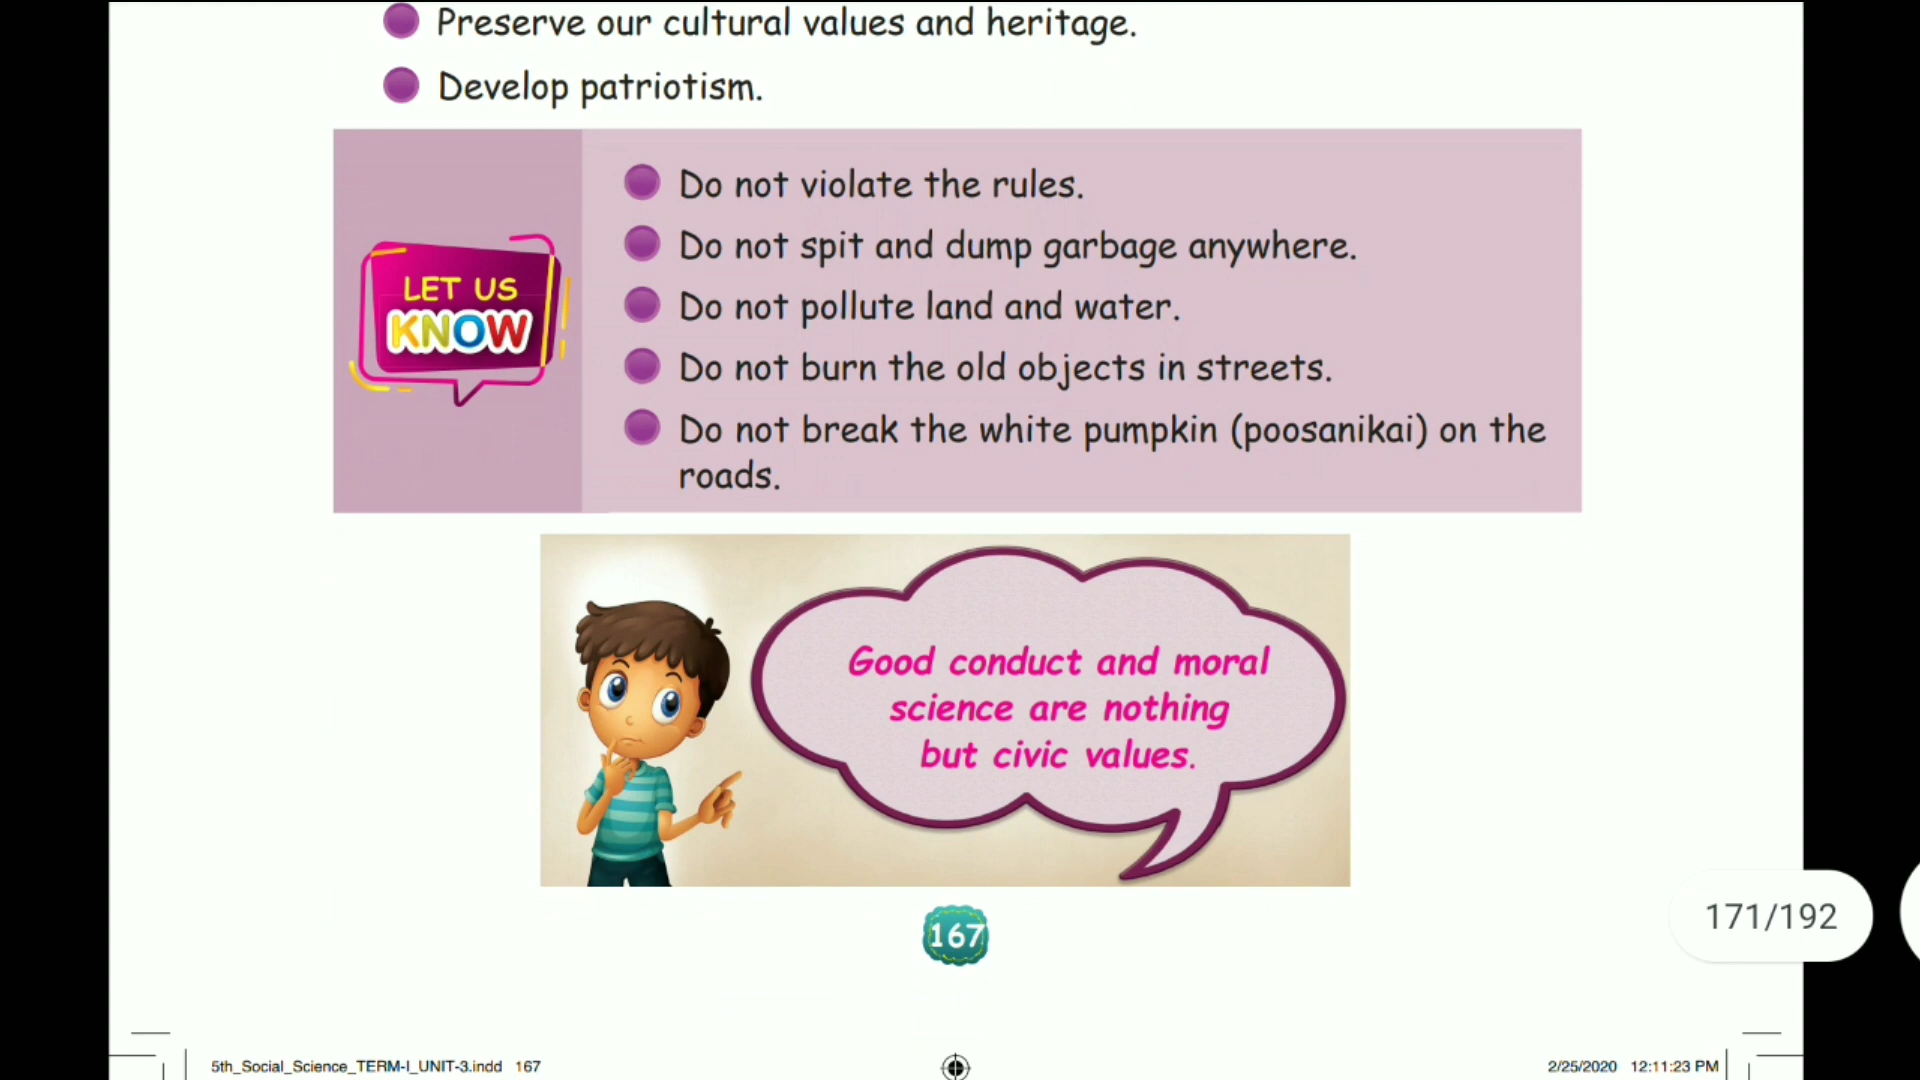 Preserve our cultural values and heritage.
Develop patriotism.
LET US
KNOW
Do not violate the rules.
Do not spit and dump garbage anywhere.
Do not pollute land and water.
Do not burn the old objects in streets.
Do not break the white pumpkin (poosanikai) on the
roads.
Good conduct and moral
science are nothing
but civic values.
167
171/192
5th_Social_Science_TERM-I_UNIT-3.indd 167
2/25/2020 12:11:23 PM